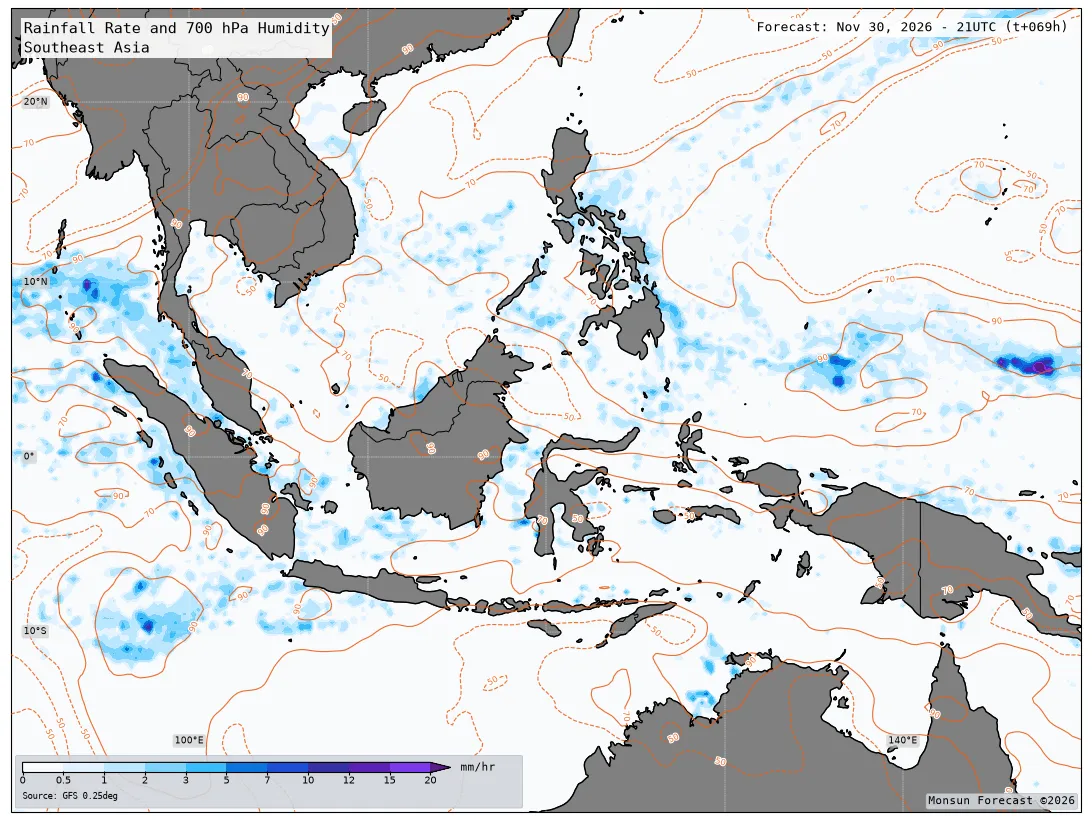 Rainfall Rate and 700 hPa Humidity
Southeast Asia
Forecast: Nov 30, 2026 - 21UTC (t+069h)
20°N
10°N
0°
10°S
100°E
140°E
0 0.5 1 2 3 5 7 10 12 15 20 mm/hr
Source: GFS 0.25deg
Monsun Forecast ©2026